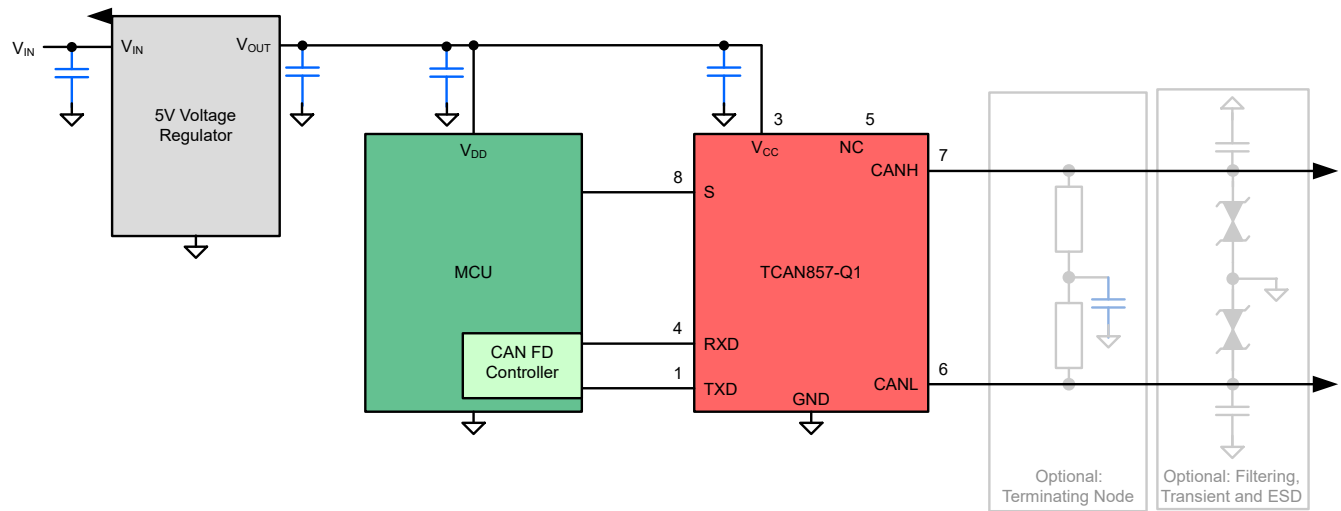 VIN
VIN
VOUT
5V Voltage
Regulator
VDD
MCU
CAN FD
Controller
8
4
1
3
5
VCC
NC
S
CANH
7
TCAN857-Q1
RXD
TXD
CANL
6
GND
Optional:
Terminating Node
Optional: Filtering,
Transient and ESD